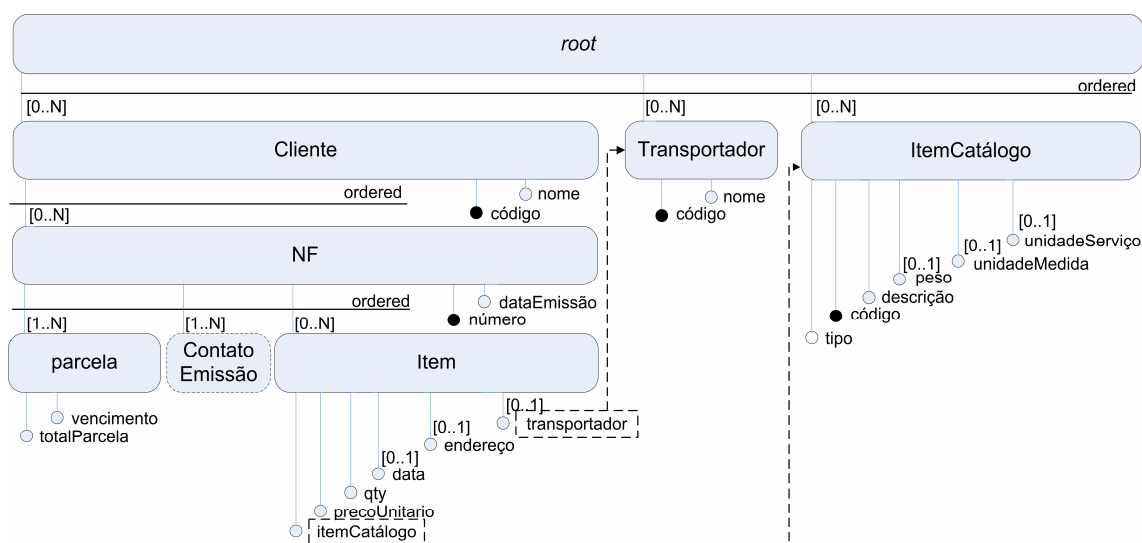 root
ordered
[0..N]
[0..N]
[0..N]
Cliente
Transportador
ItemCatálogo
ordered
nome
código
nome
código
[0..N]
NF
[0..1]
unidadeServiço
[0..1]
unidadeMedida
[0..1]
peso
descrição
código
tipo
ordered
dataEmissão
número
[1..N]
[1..N]
[0..N]
parcela
Contato
Emissão
Item
vencimento
totalParcela
[0..1]
transportador
[0..1]
endereço
[0..1]
data
qty
precoUnitario
itemCatálogo